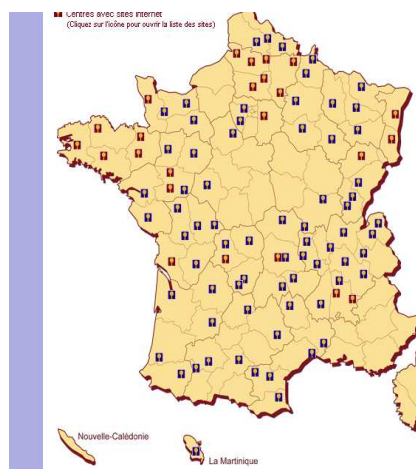 Centres avec sites internet
(Cliquez sur l'icône pour ouvrir la liste des sites)
Nouvelle-Calédonie
La Martinique